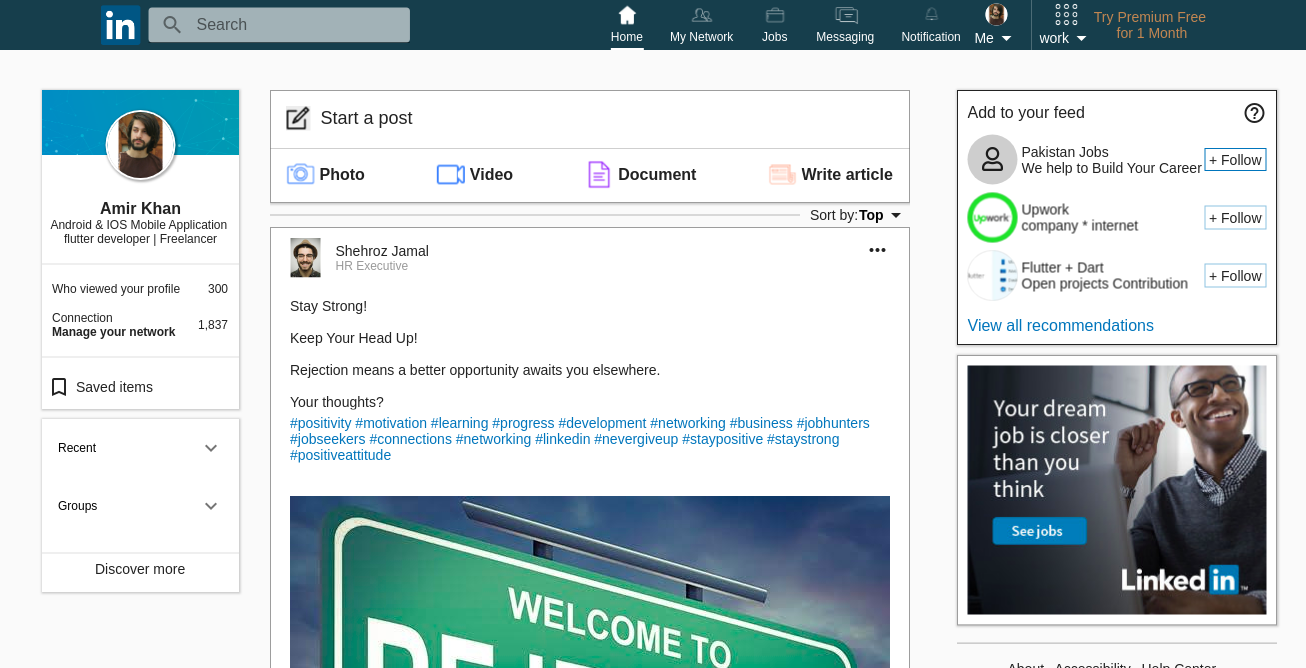 in
Search
Home
My Network
Jobs
Messaging
Notification
Me
work
Try Premium Free
for 1 Month
Amir Khan
Android & IOS Mobile Application
flutter developer | Freelancer
Who viewed your profile 300
Connection
Manage your network
1,837
Saved items
Recent
Groups
Discover more
Start a post
Photo
Video
Document
Write article
Sort by:Top
Shehroz Jamal
HR Executive
Stay Strong!
Keep Your Head Up!
Rejection means a better opportunity awaits you elsewhere.
Your thoughts?
#positivity #motivation #learning #progress #development #networking #business #jobhunters
#jobseekers #connections #networking #linkedin #nevergiveup #staypositive #staystrong
#positiveattitude
WELCOME TO
Add to your feed
Pakistan Jobs
We help to Build Your Career
+ Follow
Upwork
Upwork
company * internet
+ Follow
Flutter + Dart
Open projects Contribution
+ Follow
View all recommendations
Your dream
job is closer
than you
think
See jobs
Linked in
About Accessibility Help Center